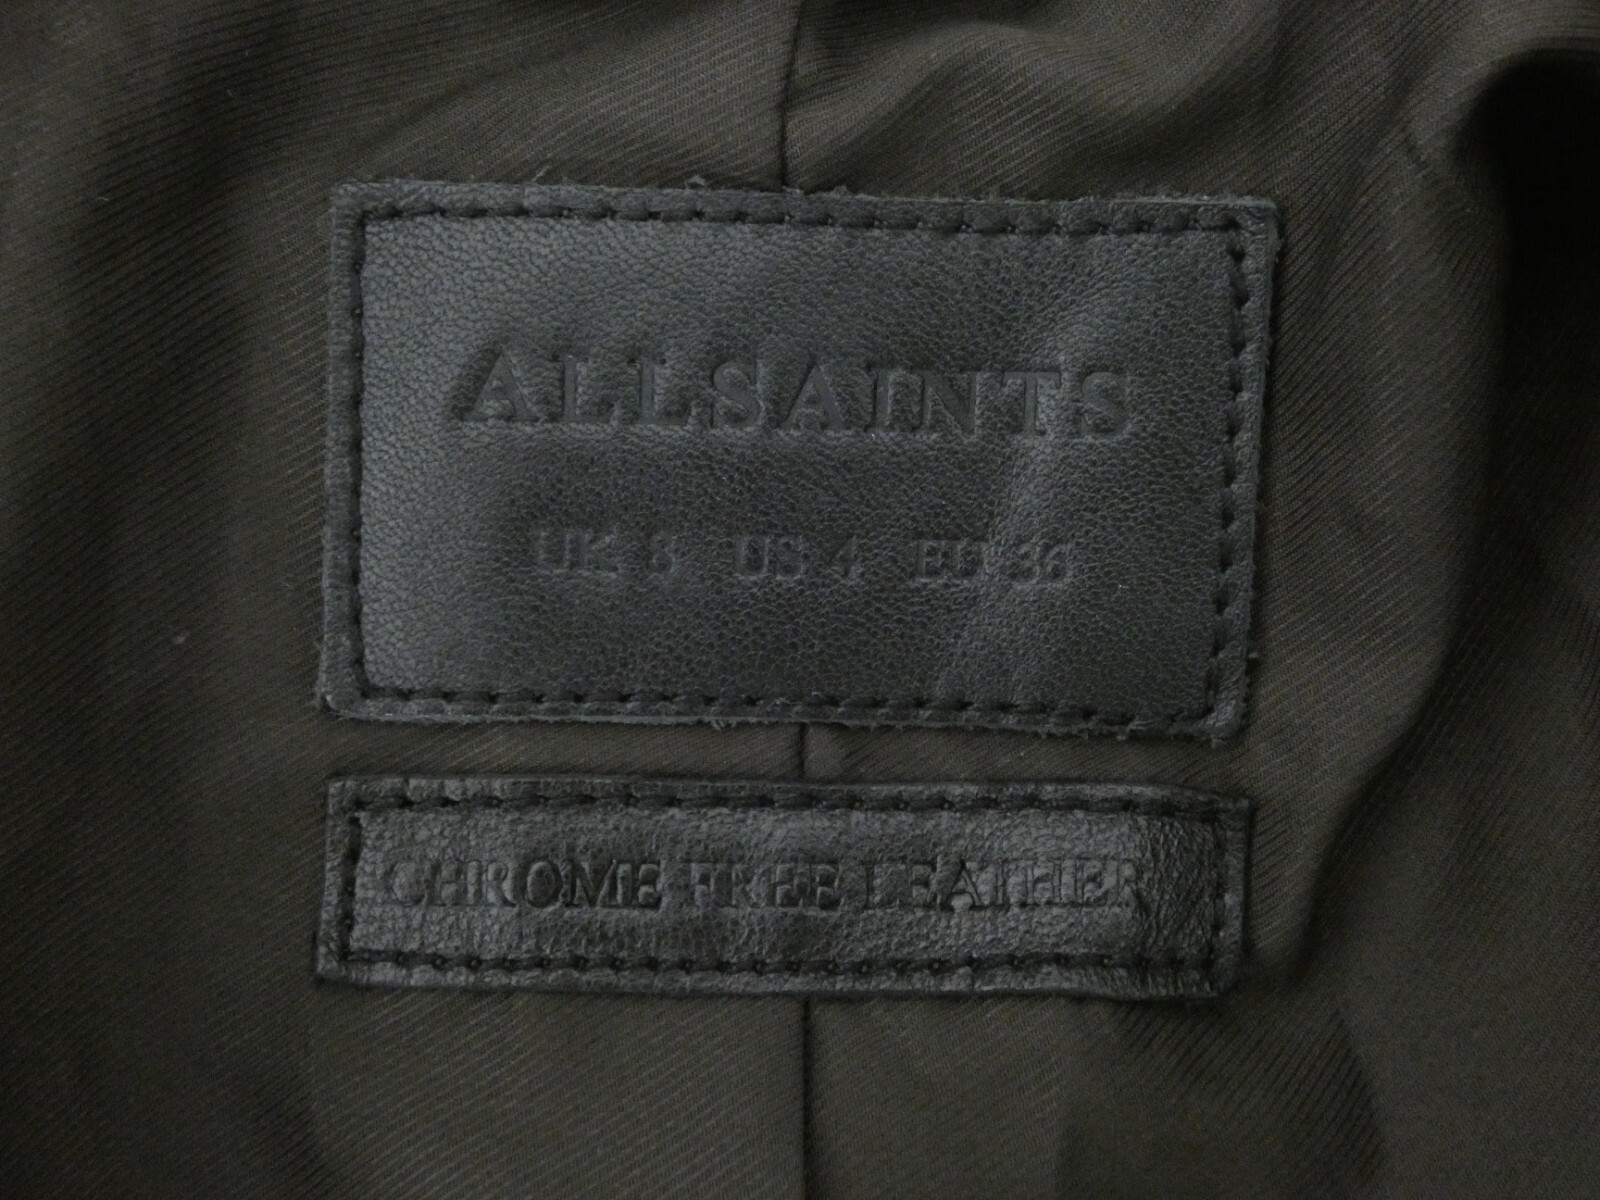 ALLSAINTS
UK 8 US 4 EU 36
CHROME FREE LEATHER